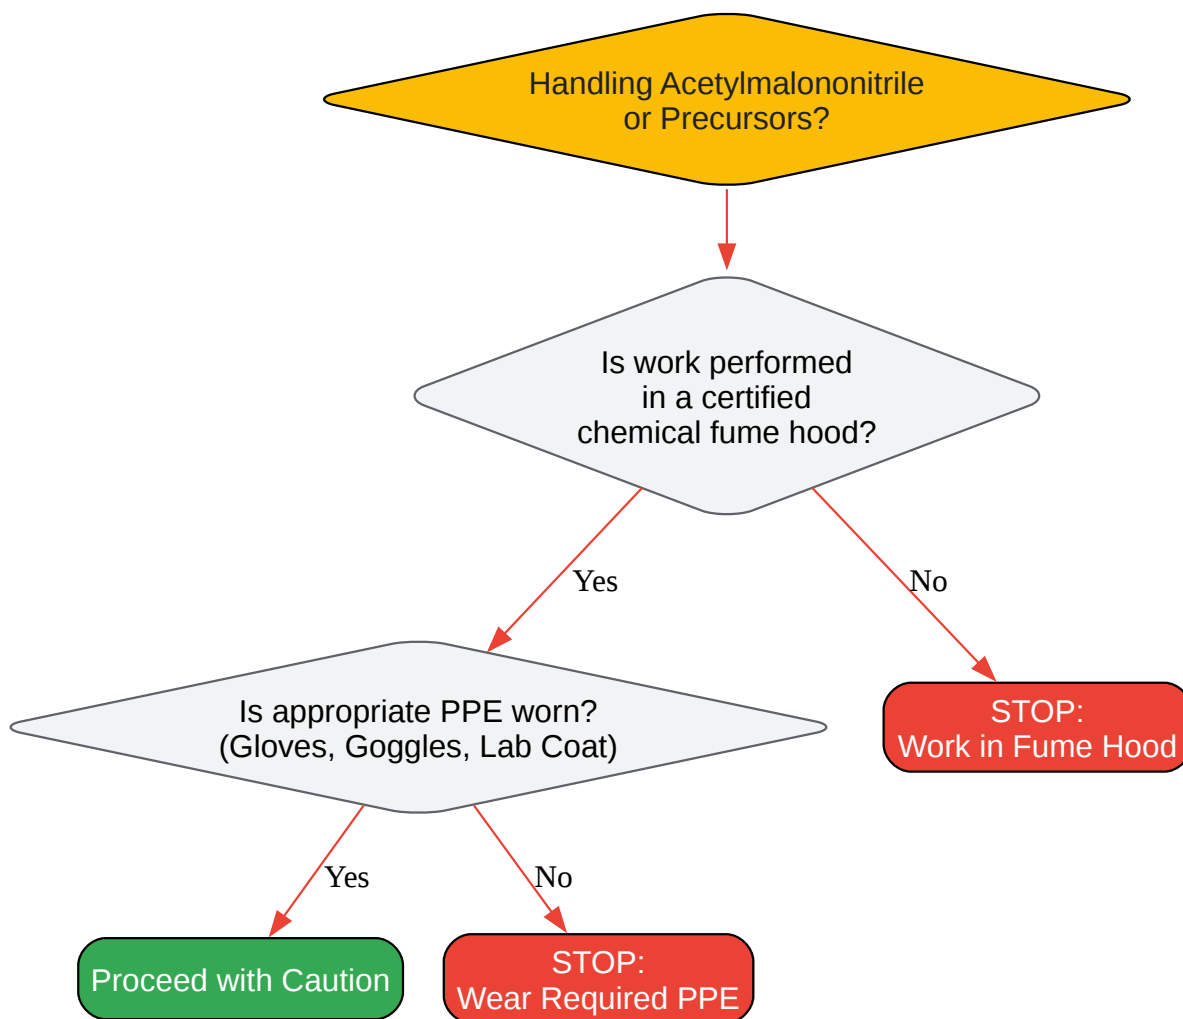 Handling Acetylmalononitrile
or Precursors?
Is work performed
in a certified
chemical fume hood?
Yes
No
Is appropriate PPE worn?
(Gloves, Goggles, Lab Coat)
STOP:
Work in Fume Hood
Yes
No
Proceed with Caution
STOP:
Wear Required PPE